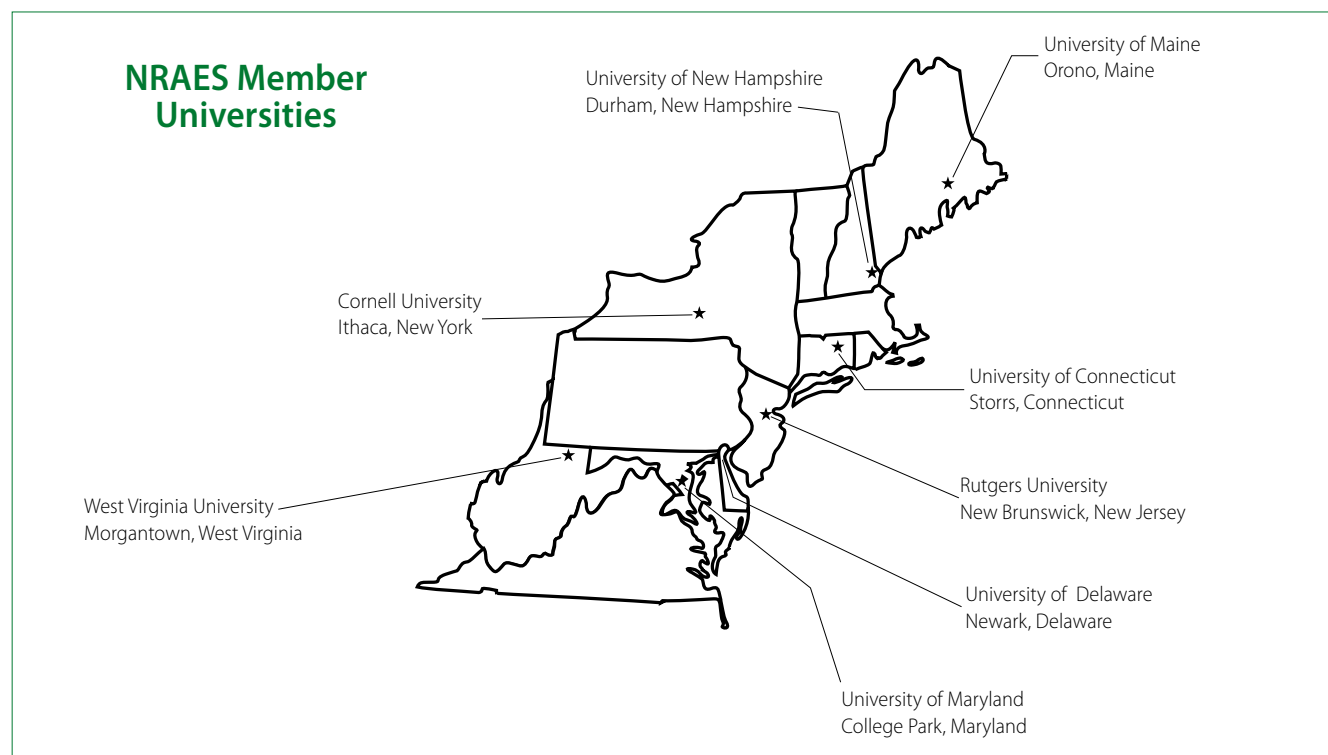 NRAES Member
Universities
University of Maine
Orono, Maine
University of New Hampshire
Durham, New Hampshire
Cornell University
Ithaca, New York
University of Connecticut
Storrs, Connecticut
West Virginia University
Morgantown, West Virginia
Rutgers University
New Brunswick, New Jersey
University of  Delaware
Newark, Delaware
University of Maryland
College Park, Maryland